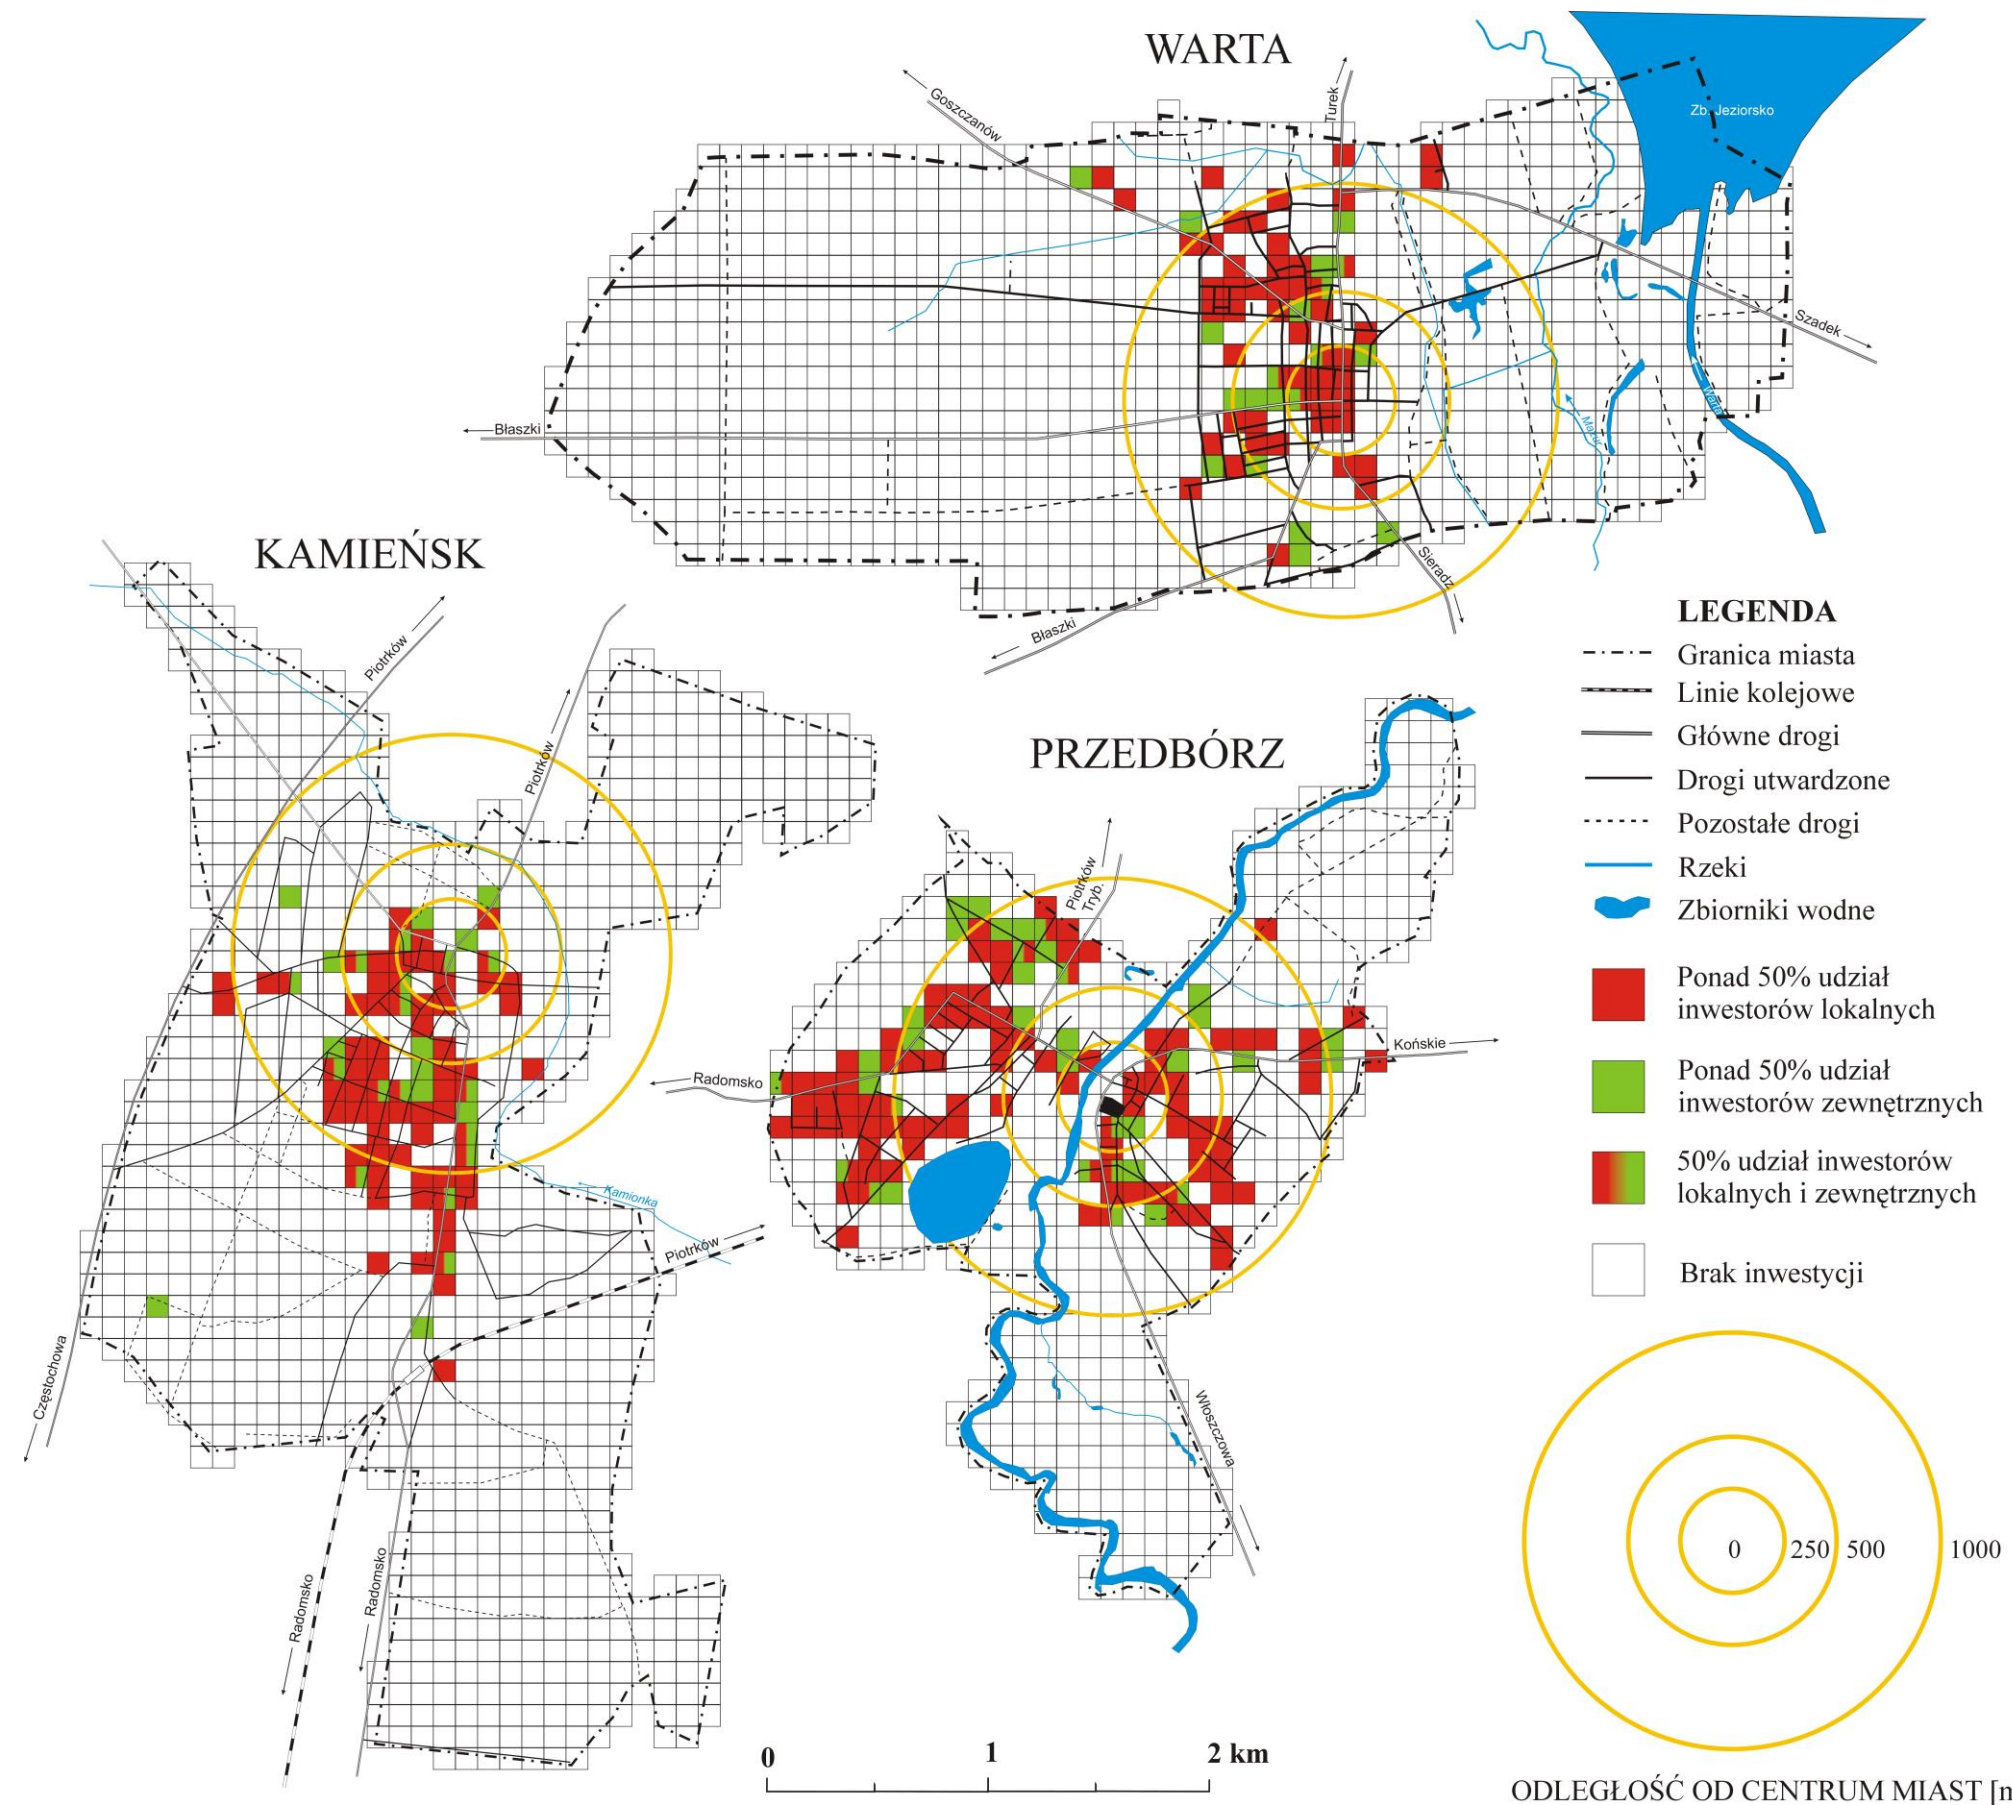 WARTA
Goszczanów
Turek
Zb. Jeziorsko
Szadek
Błaszki
Warta
Mazur
Sieradz
Błaszki
KAMIEŃSK
Piotrków
Piotrków
Kamionka
Piotrków
Częstochowa
Radomsko
Radomsko
PRZEDBÓRZ
Piotrków
Tryb.
Radomsko
Końskie
Włoszczowa
LEGENDA
Granica miasta
Linie kolejowe
Główne drogi
Drogi utwardzone
Pozostałe drogi
Rzeki
Zbiorniki wodne
Ponad 50% udział
inwestorów lokalnych
Ponad 50% udział
inwestorów zewnętrznych
50% udział inwestorów
lokalnych i zewnętrznych
Brak inwestycji
0 250 500 1000
0 1 2 km
ODLEGŁOŚĆ OD CENTRUM MIAST